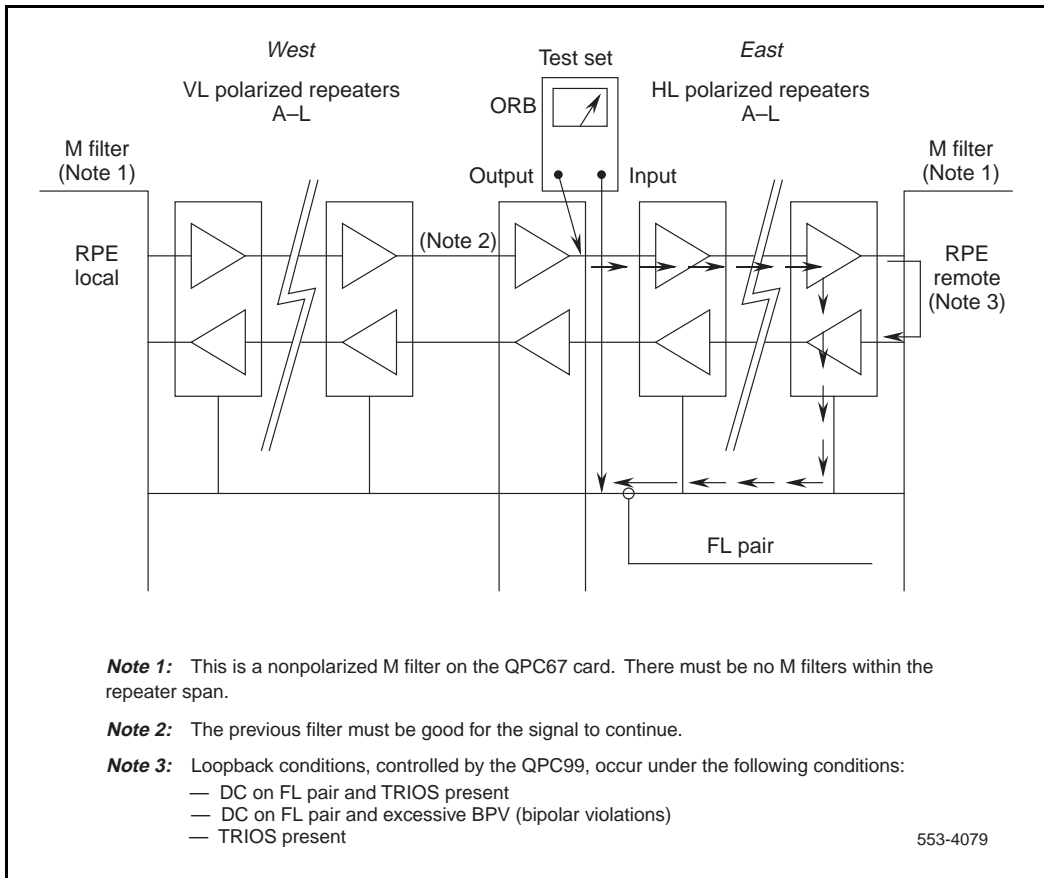 West
East
Test set
VL polarized repeaters
A–L
ORB
HL polarized repeaters
A–L
M filter
(Note 1)
M filter
(Note 1)
Output
Input
RPE
local
(Note 2)
RPE
remote
(Note 3)
FL pair
Note 1: This is a nonpolarized M filter on the QPC67 card. There must be no M filters within the
repeater span.
Note 2: The previous filter must be good for the signal to continue.
Note 3: Loopback conditions, controlled by the QPC99, occur under the following conditions:
— DC on FL pair and TRIOS present
— DC on FL pair and excessive BPV (bipolar violations)
— TRIOS present
553-4079